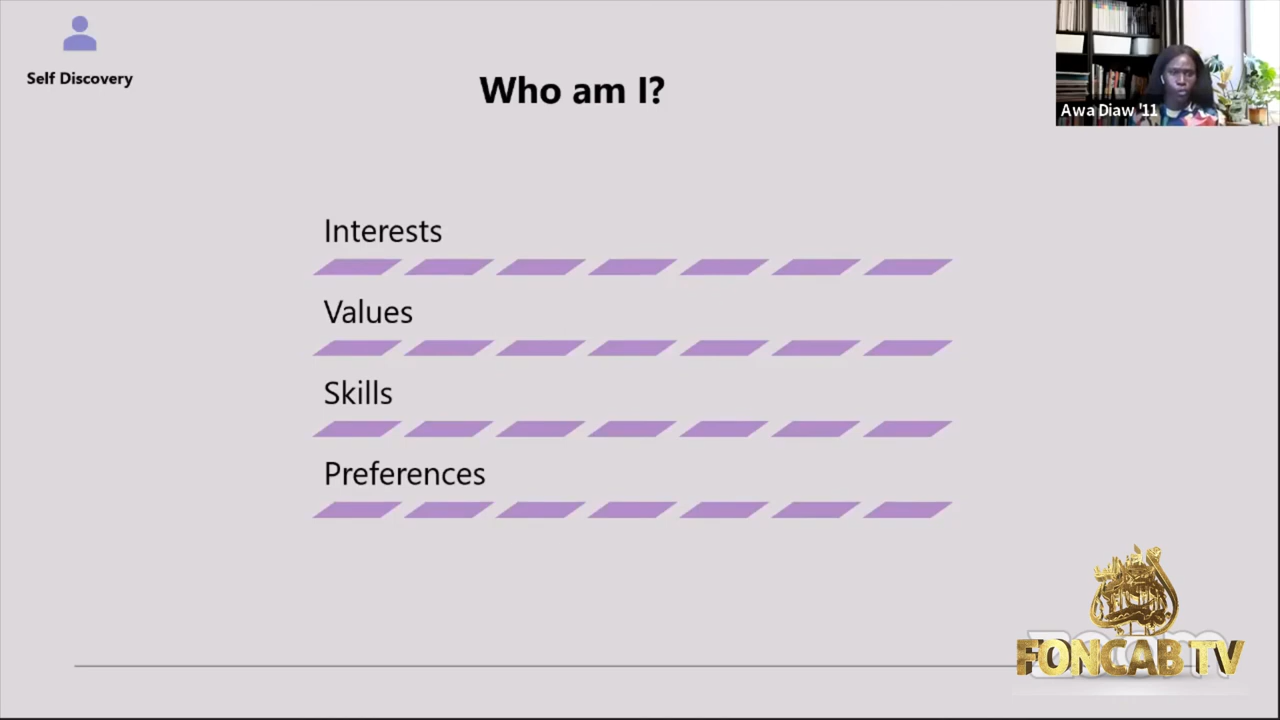 Self Discovery
Who am I?
Awa Diaw '11
Interests
Values
Skills
Preferences
FONCAB TV